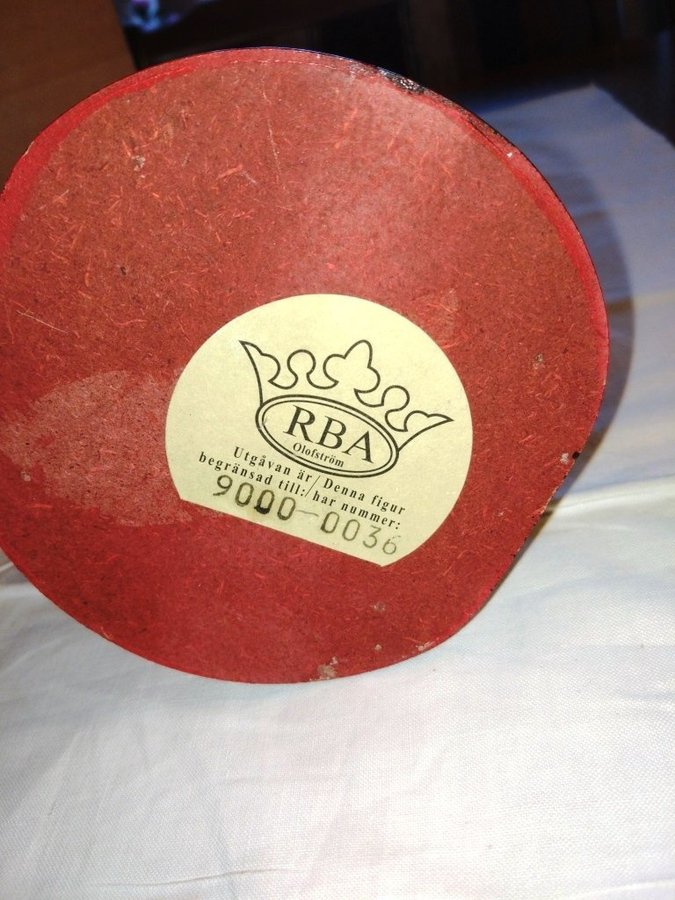 RBA
Olofström
Utgåvan är/Denna figur
begränsad till:/har nummer:
9000-0036